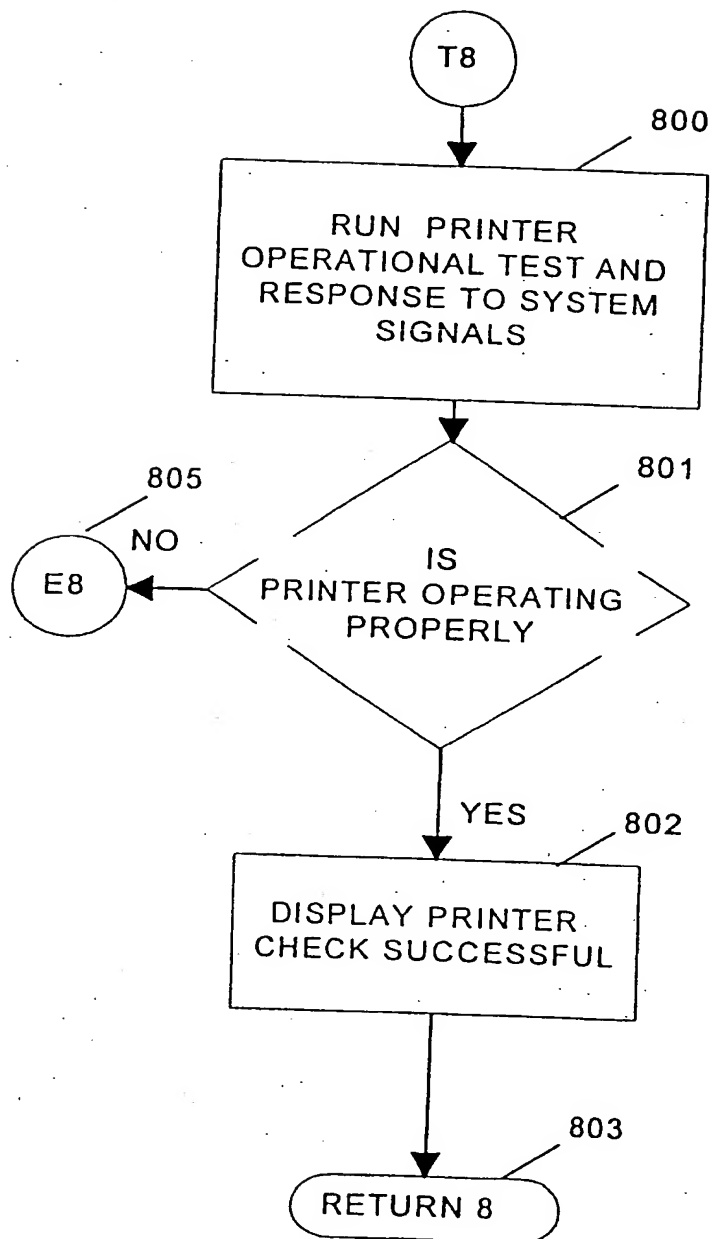 T8
800
RUN PRINTER
OPERATIONAL TEST AND
RESPONSE TO SYSTEM
SIGNALS
801
805
NO
E8
IS
PRINTER OPERATING
PROPERLY
YES
802
DISPLAY PRINTER
CHECK SUCCESSFUL
803
RETURN 8